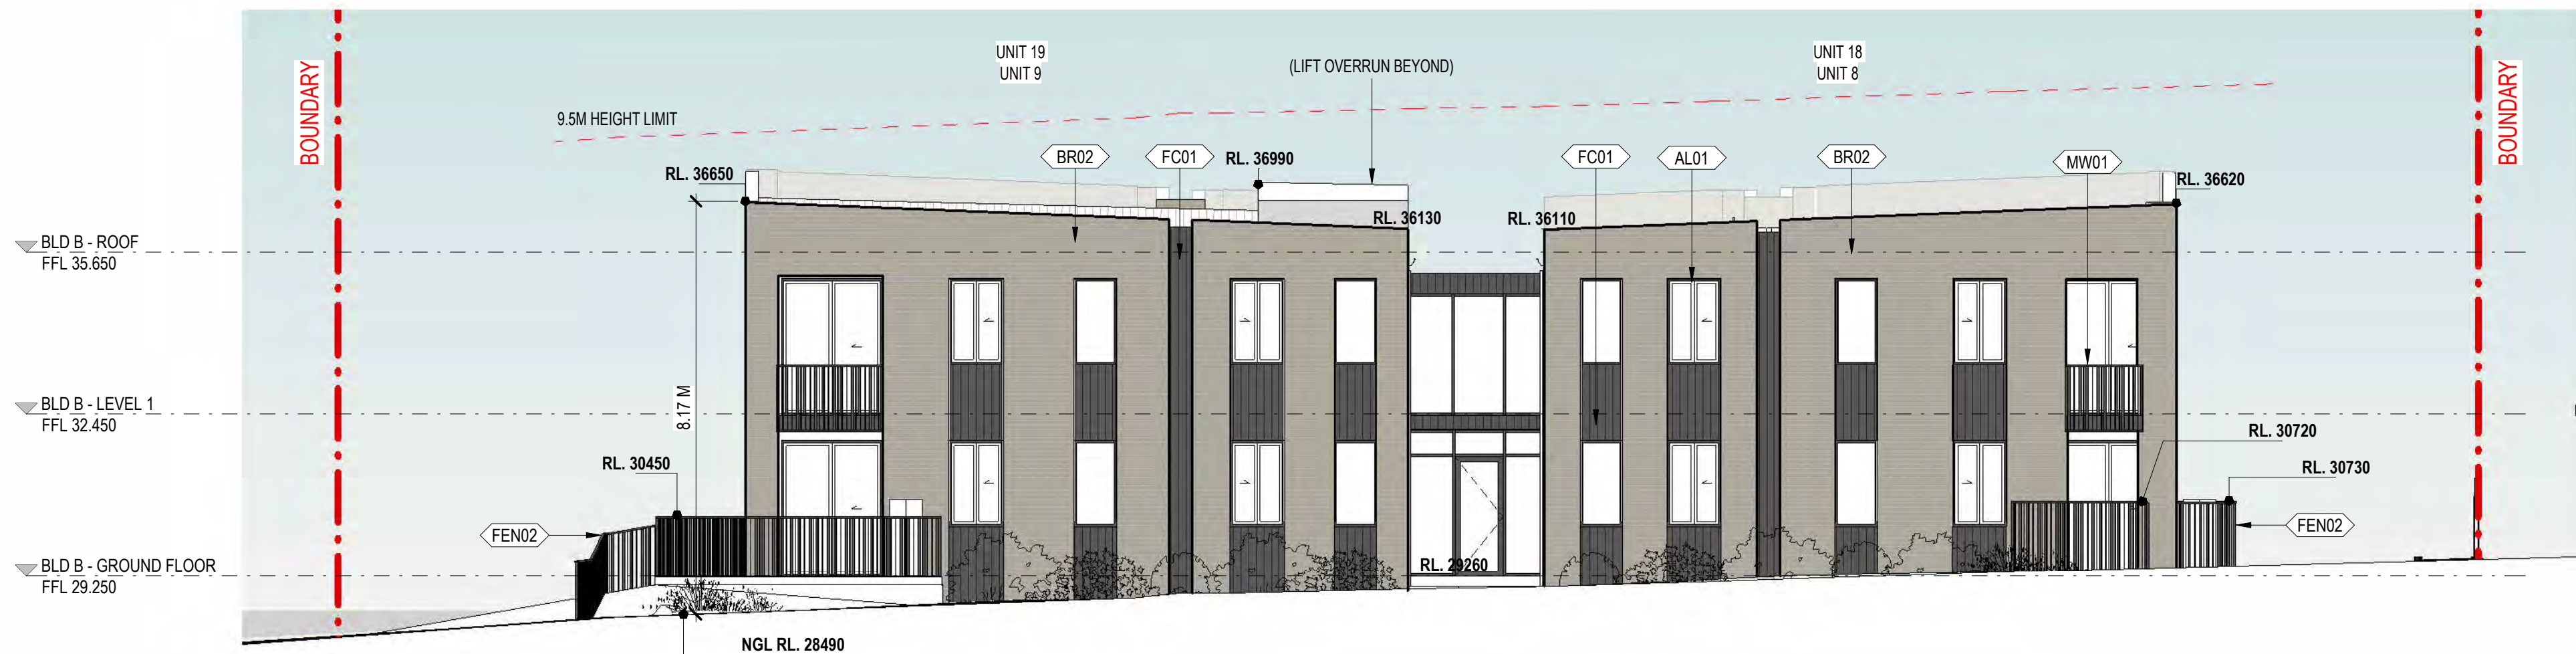 BOUNDARY
UNIT 19
UNIT 9
(LIFT OVERRUN BEYOND)
UNIT 18
UNIT 8
BOUNDARY
9.5M HEIGHT LIMIT
BR02
FC01
RL. 36990
FC01
AL01
BR02
MW01
RL. 36650
RL. 36620
RL. 36130
RL. 36110
BLD B - ROOF
FFL 35.650
8.17 M
BLD B - LEVEL 1
FFL 32.450
RL. 30720
RL. 30450
RL. 30730
FEN02
FEN02
BLD B - GROUND FLOOR
FFL 29.250
RL. 29260
NGL RL. 28490